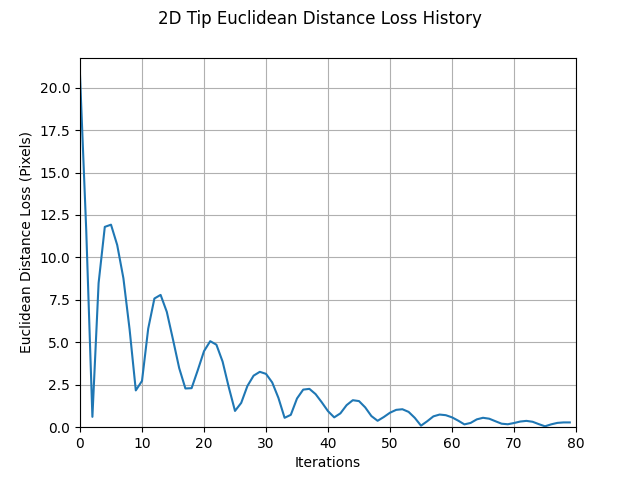 2D Tip Euclidean Distance Loss History
20.0
17.5
15.0
12.5
10.0
7.5
5.0
2.5
0.0
Euclidean Distance Loss (Pixels)
0 10 20 30 40 50 60 70 80
Iterations